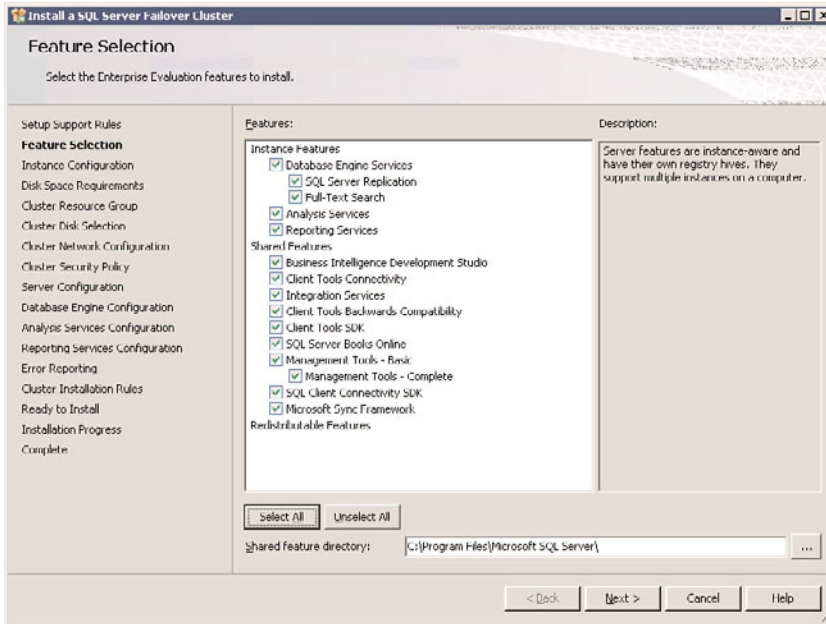 Install a SQL Server Failover Cluster
Feature Selection
Select the Enterprise Evaluation features to install.
Setup Support Rules
Feature Selection
Instance Configuration
Disk Space Requirements
Cluster Resource Group
Cluster Disk Selection
Cluster Network Configuration
Cluster Security Policy
Server Configuration
Database Engine Configuration
Analysis Services Configuration
Reporting Services Configuration
Error Reporting
Cluster Installation Rules
Ready to Install
Installation Progress
Complete
Features:
Instance Features
Database Engine Services
SQL Server Replication
Full-Text Search
Analysis Services
Reporting Services
Shared Features
Business Intelligence Development Studio
Client Tools Connectivity
Integration Services
Client Tools Backwards Compatibility
Client Tools SDK
SQL Server Books Online
Management Tools - Basic
Management Tools - Complete
SQL Client Connectivity SDK
Microsoft Sync Framework
Redistributable Features
Description:
Server features are instance-aware and
have their own registry hives. They
support multiple instances on a computer.
Select All
Unselect All
Shared feature directory:
C:\Program Files\Microsoft SQL Server\
...
< Back
Next >
Cancel
Help